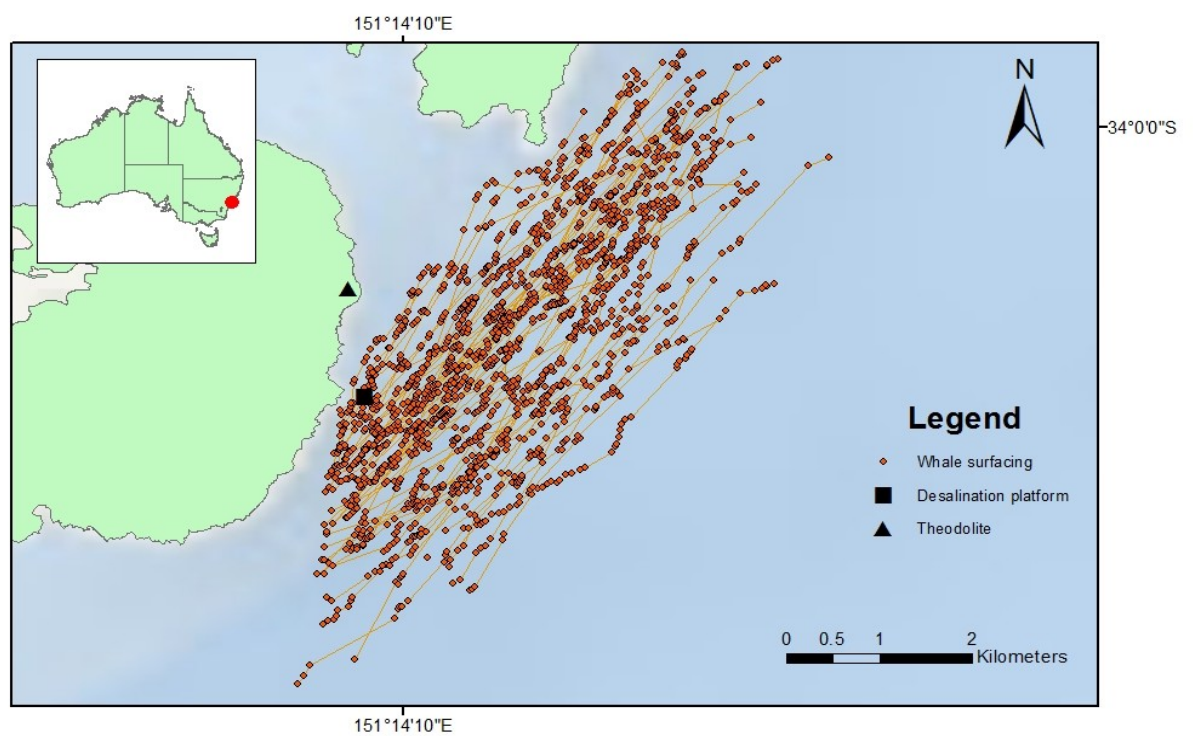 151°14'10"E
N
34°0'0"S
Legend
Whale surfacing
Desalination platform
Theodolite
0 0.5 1 2
Kilometers
151°14'10"E